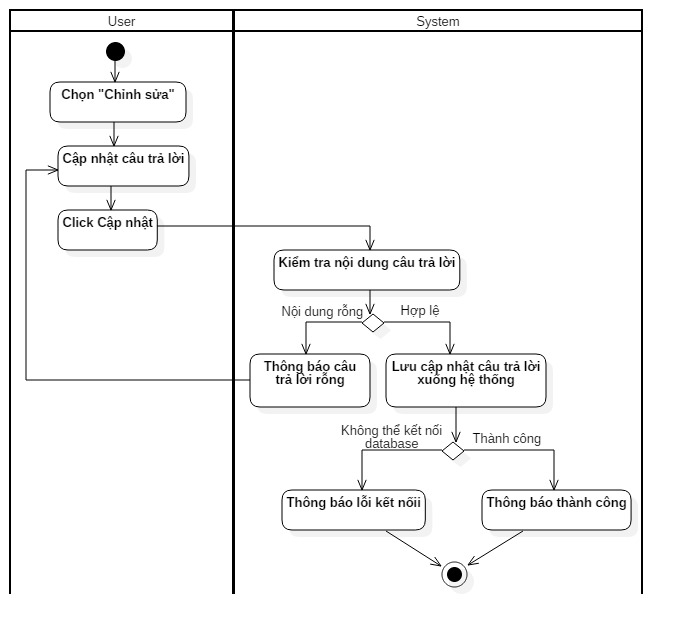 User
System
Chọn "Chỉnh sửa"
Cập nhật câu trả lời
Click Cập nhật
Kiểm tra nội dung câu trả lời
Nội dung rỗng
Hợp lệ
Thông báo câu
trả lời rỗng
Lưu cập nhật câu trả lời
xuống hệ thống
Không thể kết nối
database
Thành công
Thông báo lỗi kết nốii
Thông báo thành công